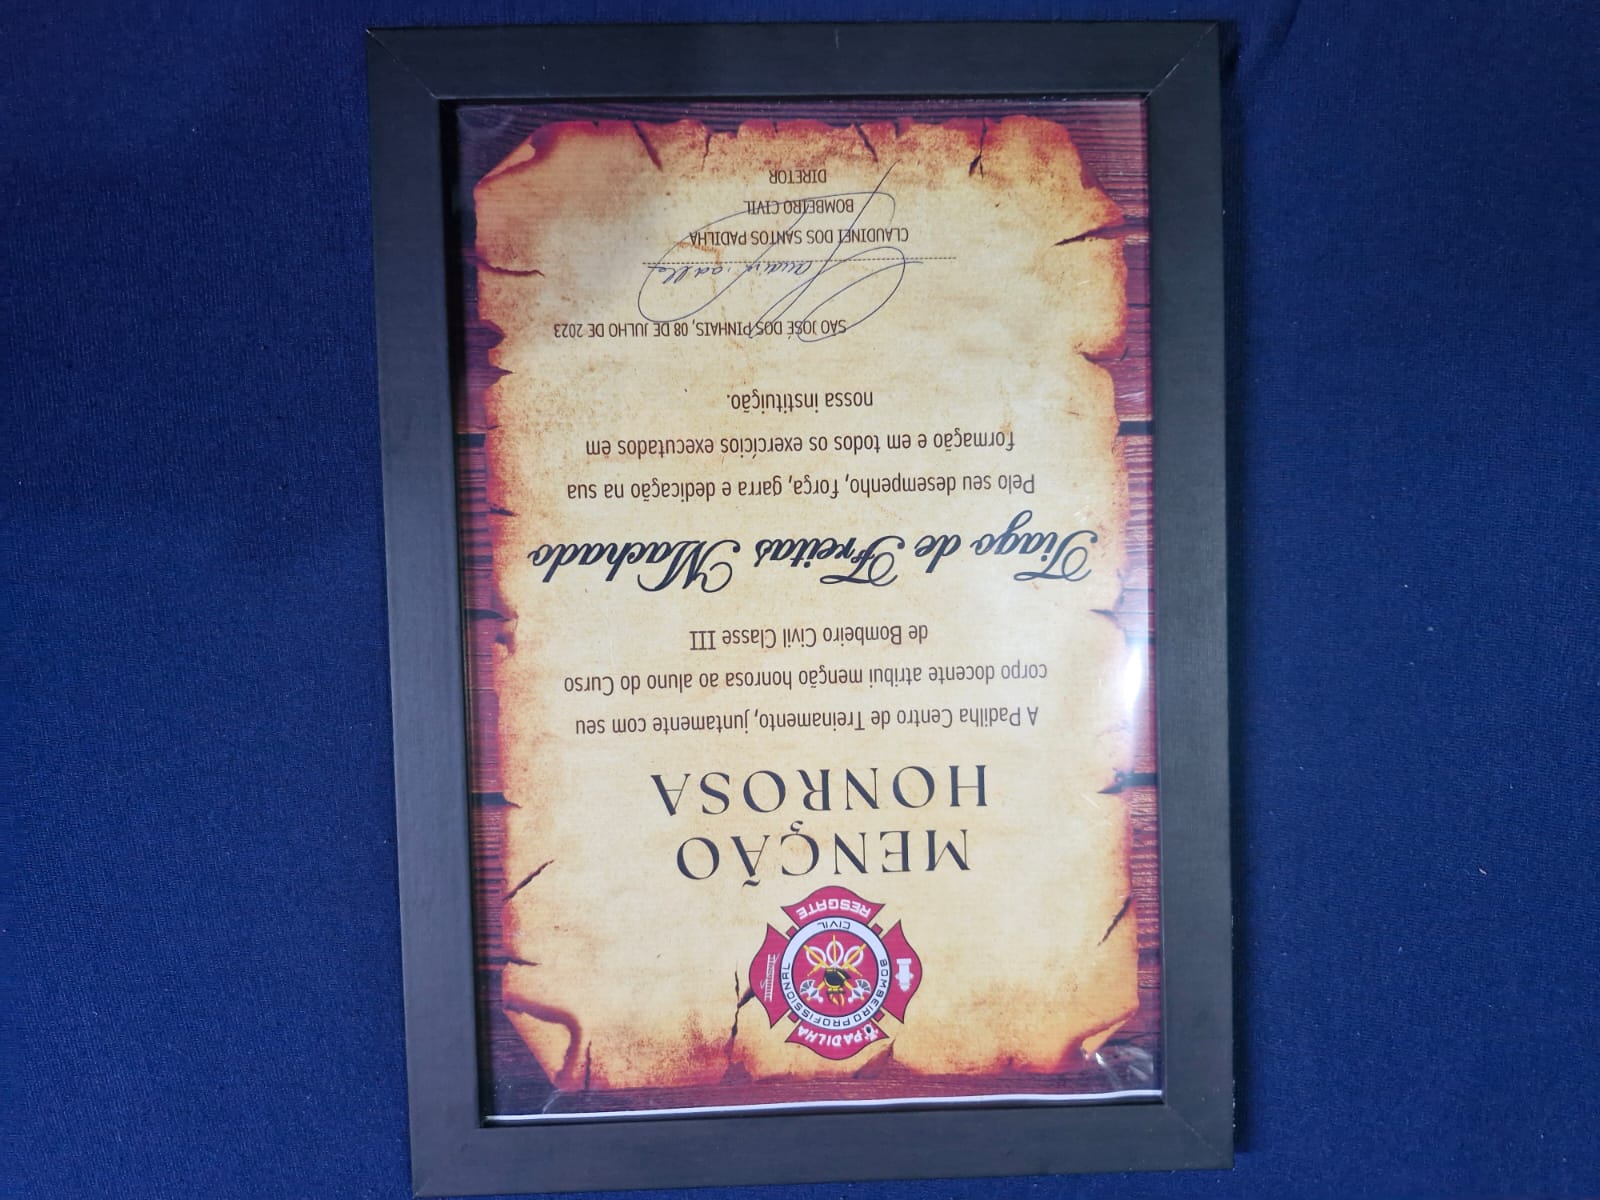 PADILHA
BOMBEIRO PROFISSIONAL
CIVIL
RESGATE
MENÇÃO
HONROSA
A Padilha Centro de Treinamento, juntamente com seu
corpo docente atribui menção honrosa ao aluno do Curso
de Bombeiro Civil Classe III
Tiago de Freitas Machado
Pelo seu desempenho, força, garra e dedicação na sua
formação e em todos os exercícios executados em
nossa instituição.
SÃO JOSÉ DOS PINHAIS, 08 DE JULHO DE 2023
CLAUDINEI DOS SANTOS PADILHA
BOMBEIRO CIVIL
DIRETOR